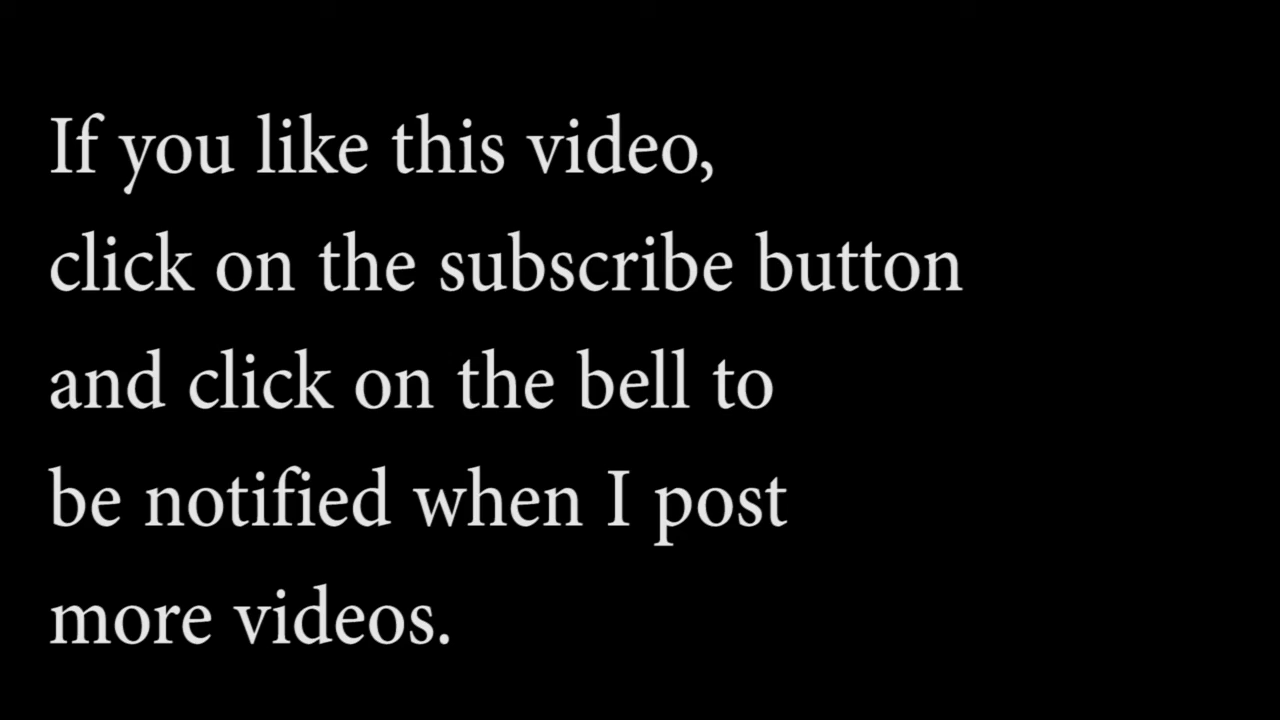 If you like this video,
click on the subscribe button
and click on the bell to
be notified when I post
more videos.